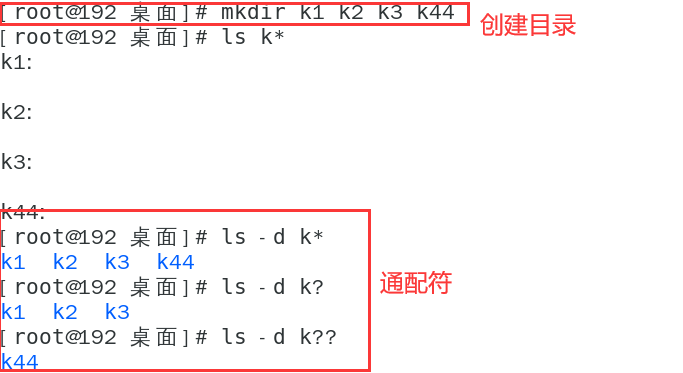 [root@192 桌面]# mkdir k1 k2 k3 k44
创建目录
[root@192 桌面]# ls k*
k1:
k2:
k3:
k44:
[root@192 桌面]# ls -d k*
k1 k2 k3 k44
[root@192 桌面]# ls -d k?
通配符
k1 k2 k3
[root@192 桌面]# ls -d k??
k44